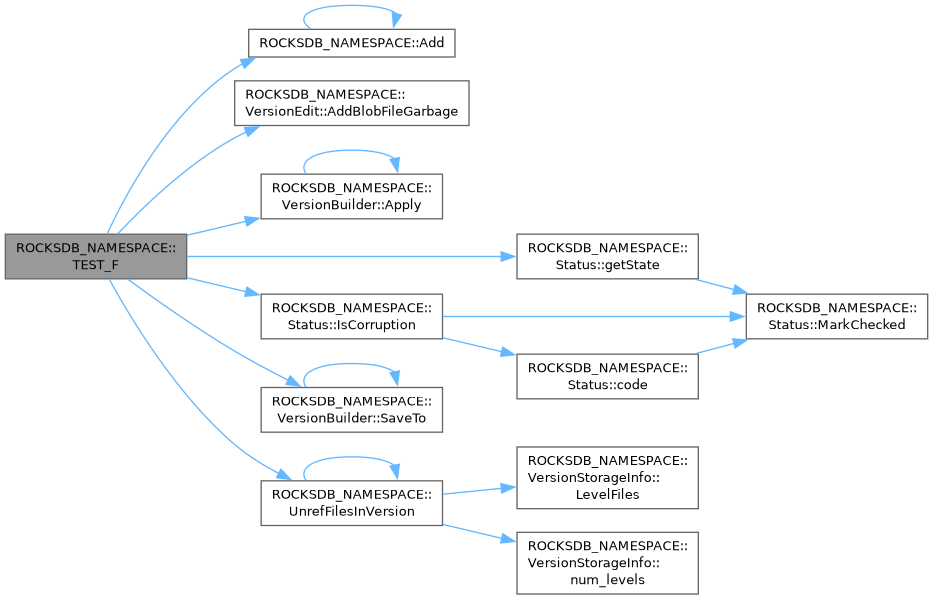 ROCKSDB_NAMESPACE::Add
ROCKSDB_NAMESPACE::
VersionEdit::AddBlobFileGarbage
ROCKSDB_NAMESPACE::
VersionBuilder::Apply
ROCKSDB_NAMESPACE::
TEST_F
ROCKSDB_NAMESPACE::
Status::getState
ROCKSDB_NAMESPACE::
Status::IsCorruption
ROCKSDB_NAMESPACE::
Status::MarkChecked
ROCKSDB_NAMESPACE::
Status::code
ROCKSDB_NAMESPACE::
VersionBuilder::SaveTo
ROCKSDB_NAMESPACE::
VersionStorageInfo::
LevelFiles
ROCKSDB_NAMESPACE::
UnrefFilesInVersion
ROCKSDB_NAMESPACE::
VersionStorageInfo::
num_levels